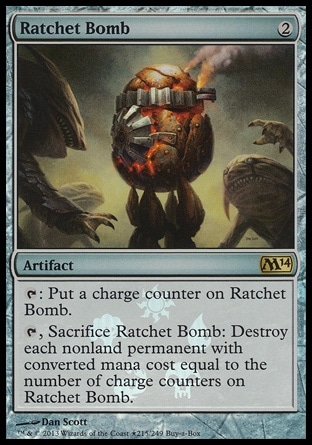 Ratchet Bomb 2
Artifact M14
: Put a charge counter on Ratchet
Bomb.
, Sacrifice Ratchet Bomb: Destroy
each nonland permanent with
converted mana cost equal to the
number of charge counters on
Ratchet Bomb.
Dan Scott
™ & © 2013 Wizards of the Coast ★215/249 Buy-a-Box